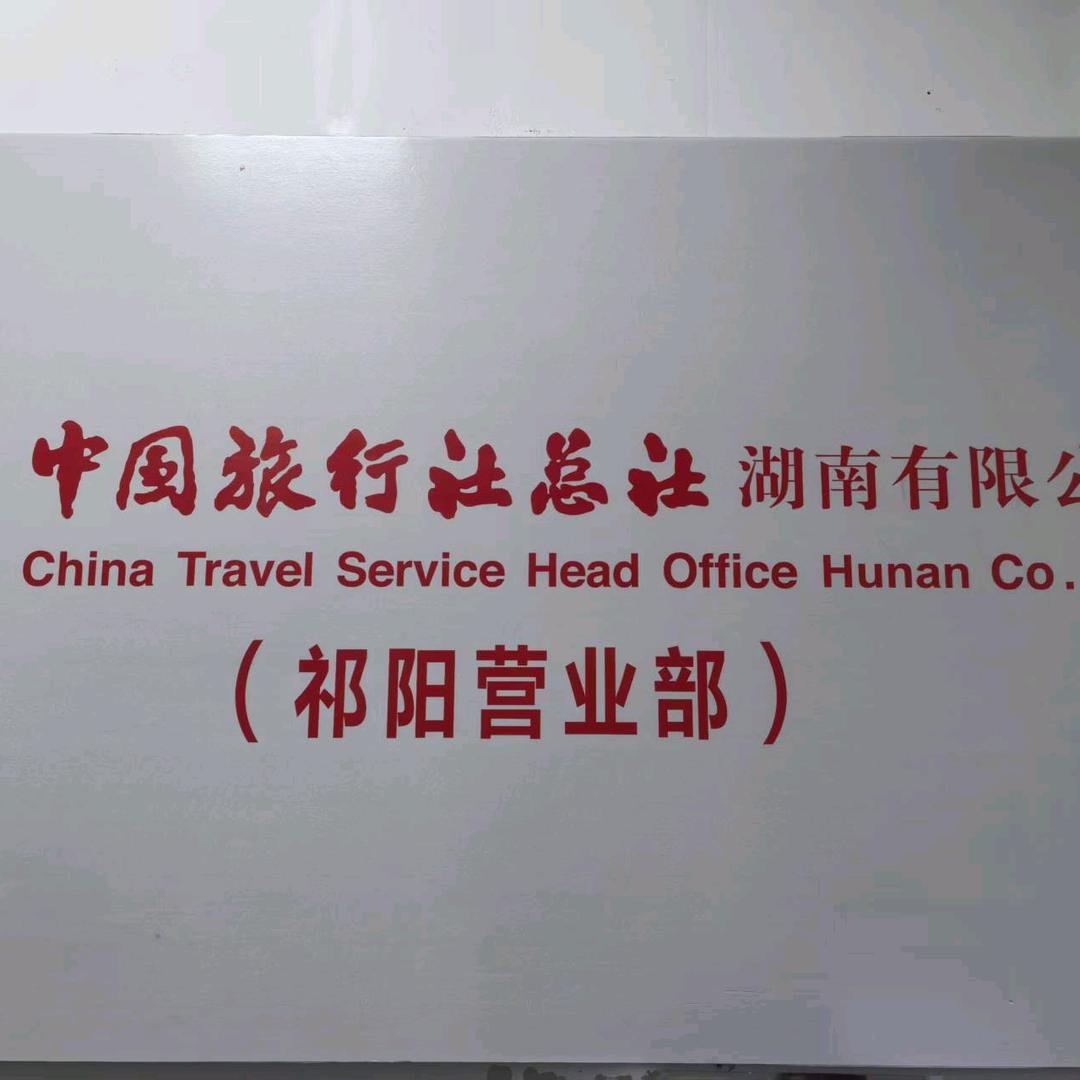 中国旅行社总社湖南有限公
China Travel Service Head Office Hunan Co.
（祁阳营业部）